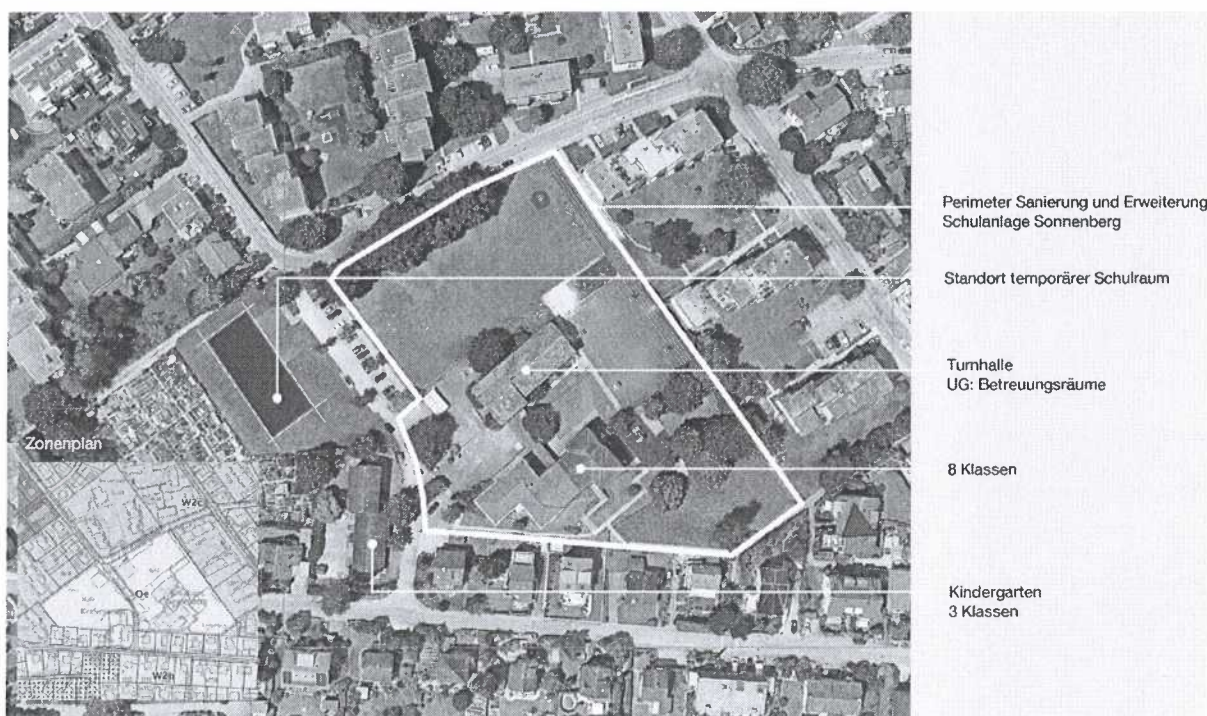 Perimeter Sanierung und Erweiterung
Schulanlage Sonnenberg
Standort temporärer Schulraum
Turnhalle
UG: Betreuungsräume
8 Klassen
Kindergarten
3 Klassen
Zonenplan
W2c
Qe
W2b